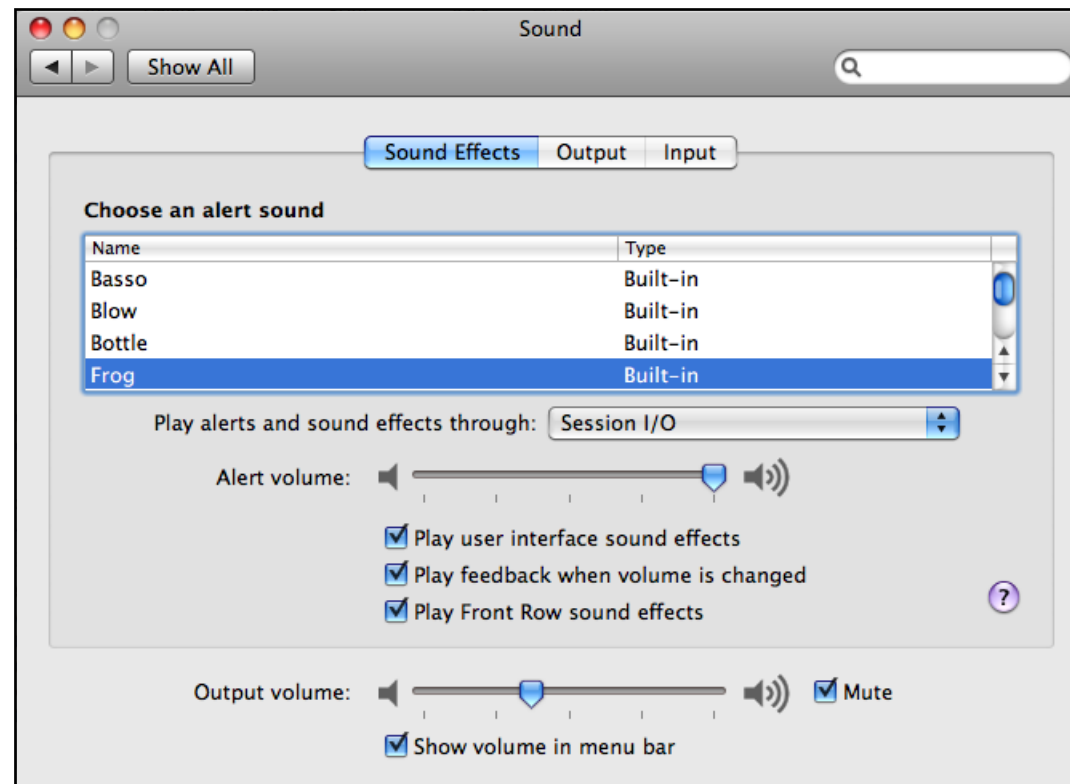 Sound
Show All
Sound Effects Output Input
Choose an alert sound
Name Type
Basso Built-in
Blow Built-in
Bottle Built-in
Frog Built-in
Play alerts and sound effects through: Session I/O
Alert volume:
Play user interface sound effects
Play feedback when volume is changed
Play Front Row sound effects
?
Output volume: Mute
Show volume in menu bar